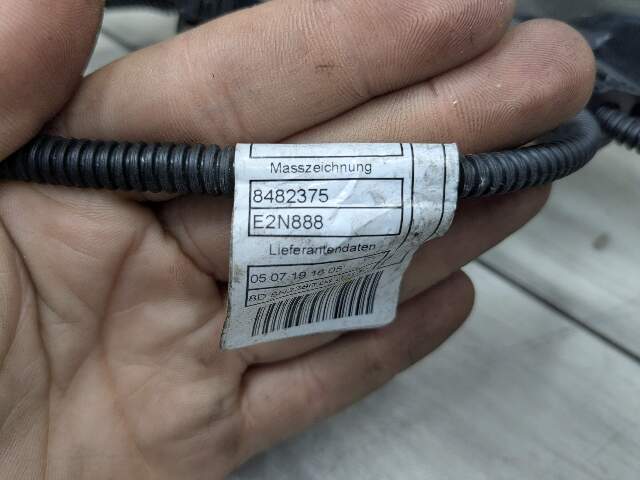 Masszeichnung
8482375
E2N888
Lieferantendaten
05.07.19 16:05